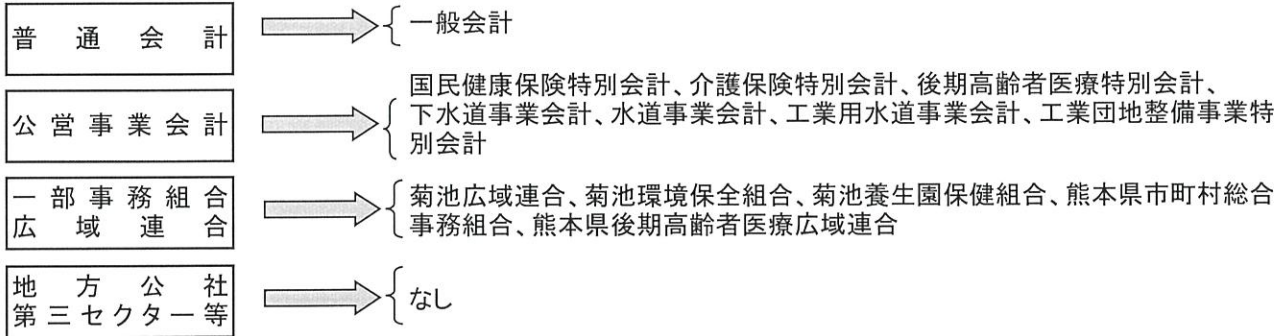 普通会計
一般会計
公営事業会計
国民健康保険特別会計、介護保険特別会計、後期高齢者医療特別会計、
下水道事業会計、水道事業会計、工業用水道事業会計、工業団地整備事業特
別会計
一部事務組合
広域連合
菊池広域連合、菊池環境保全組合、菊池養生園保健組合、熊本県市町村総合
事務組合、熊本県後期高齢者医療広域連合
地方公社
第三セクター等
なし